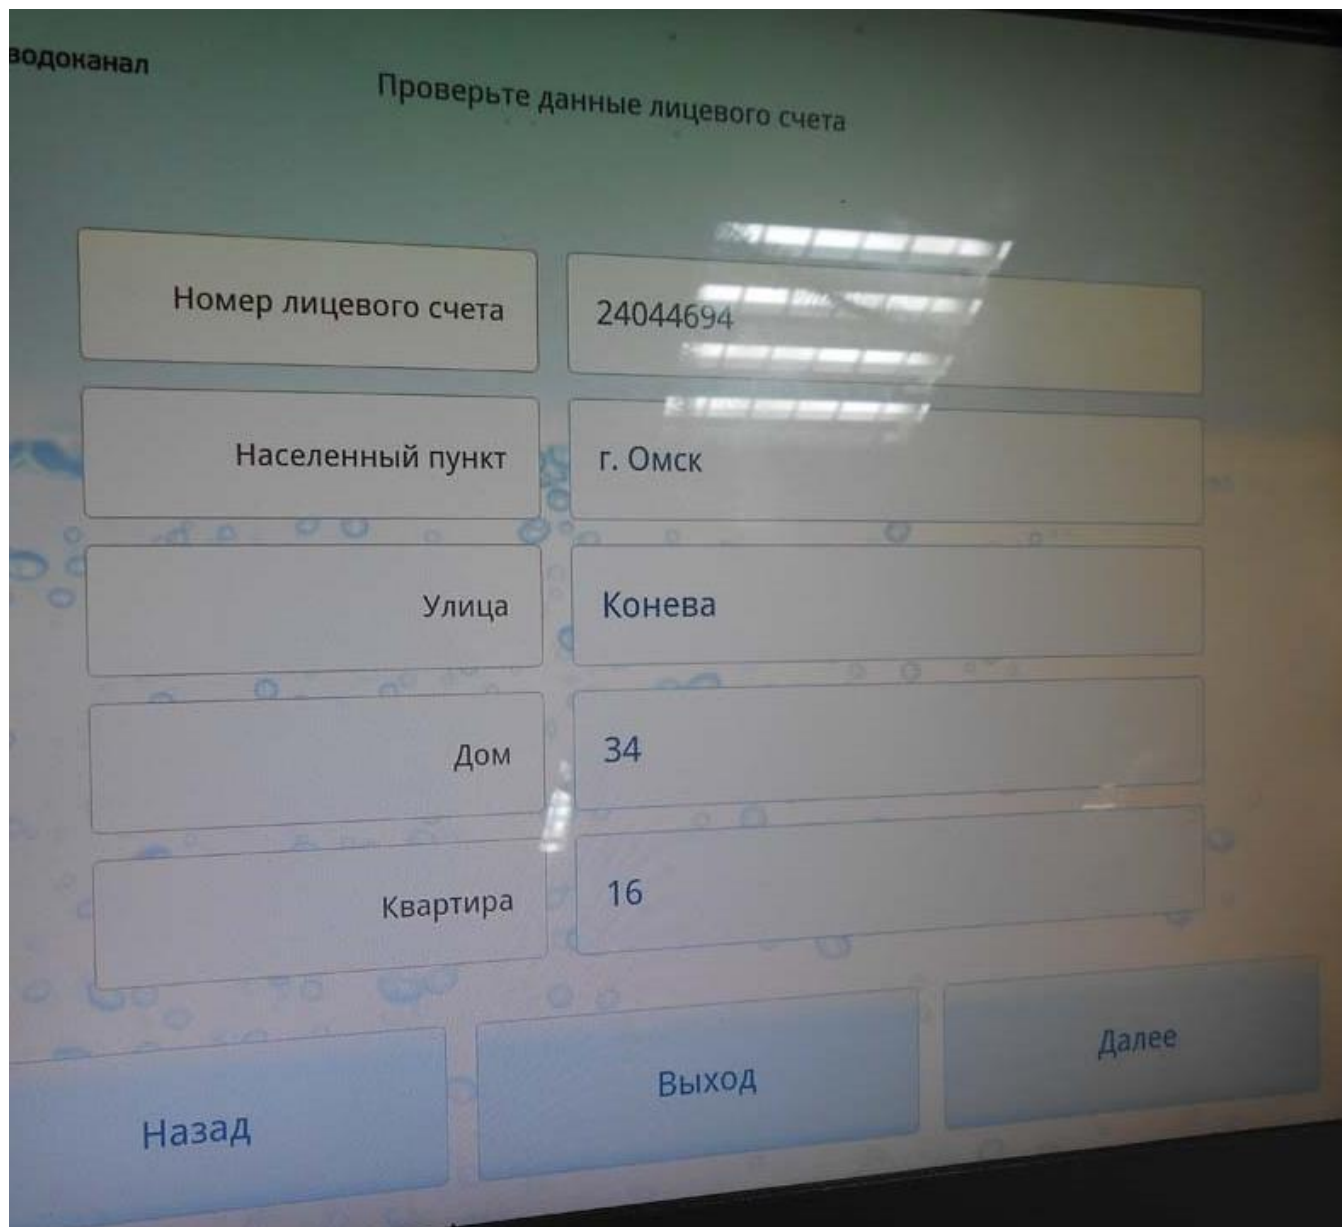 водоканал
Проверьте данные лицевого счета
Номер лицевого счета 24044694
Населенный пункт г. Омск
Улица Конева
Дом 34
Квартира 16
Назад Выход Далее